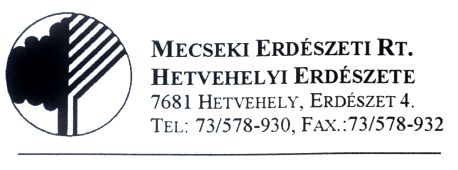 MECSEKI ERDÉSZETI RT.
HETVEHELYI ERDÉSZETE
7681 HETVEHELY, ERDÉSZET 4.
TEL: 73/578-930, FAX.:73/578-932